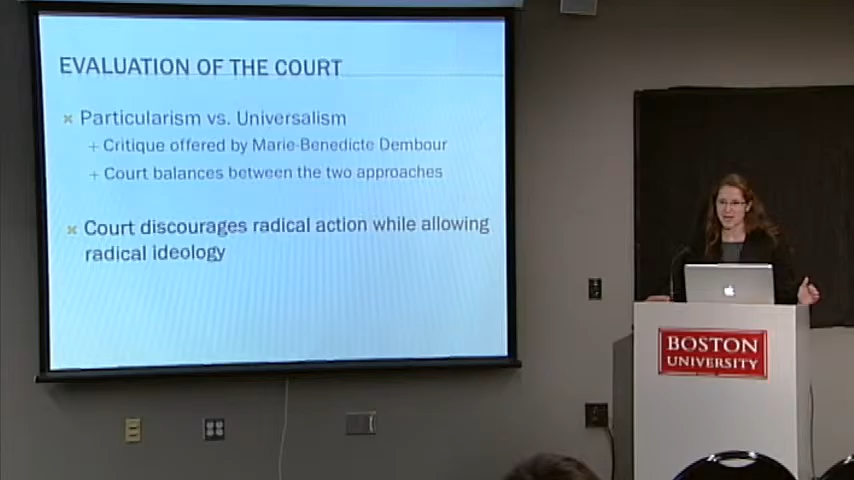 EVALUATION OF THE COURT
Particularism vs. Universalism
Critique offered by Marie-Benedicte Dembour
Court balances between the two approaches
Court discourages radical action while allowing
radical ideology
BOSTON
UNIVERSITY